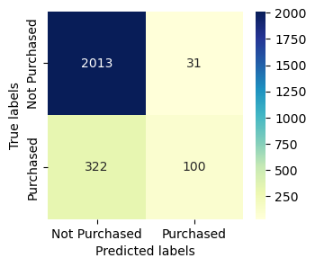 True labels
Not Purchased
Purchased
2013 31
322 100
Not Purchased Purchased
Predicted labels
2000
1750
1500
1250
1000
750
500
250